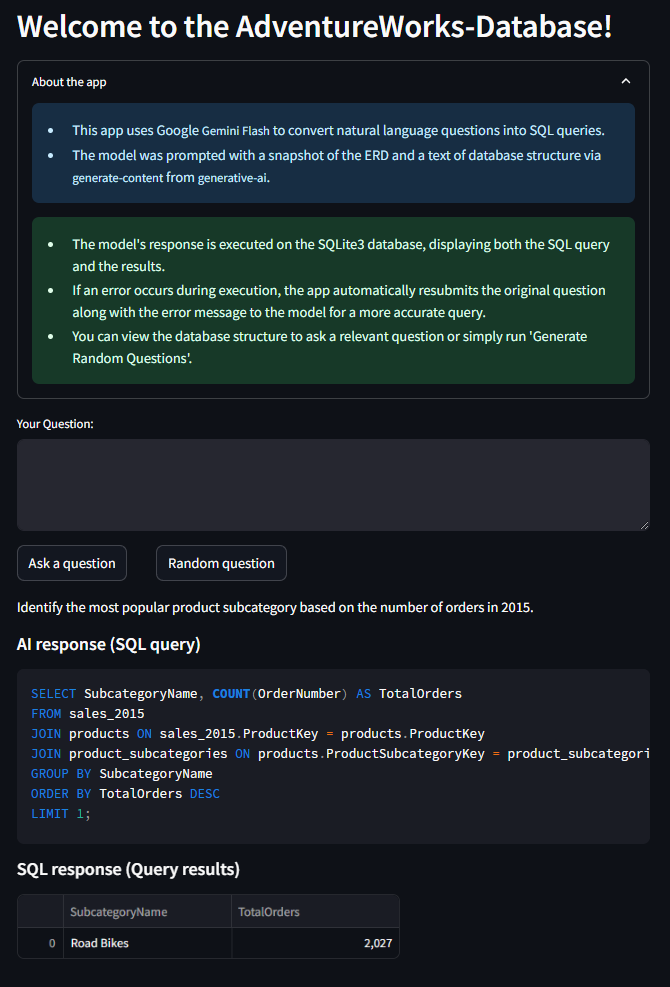 Welcome to the AdventureWorks-Database!
About the app
• This app uses Google Gemini Flash to convert natural language questions into SQL queries.
• The model was prompted with a snapshot of the ERD and a text of database structure via
generate-content from generative-ai.
• The model's response is executed on the SQLite3 database, displaying both the SQL query
and the results.
• If an error occurs during execution, the app automatically resubmits the original question
along with the error message to the model for a more accurate query.
• You can view the database structure to ask a relevant question or simply run 'Generate
Random Questions'.
Your Question:
Ask a question Random question
Identify the most popular product subcategory based on the number of orders in 2015.
AI response (SQL query)
SELECT SubcategoryName, COUNT(OrderNumber) AS TotalOrders
FROM sales_2015
JOIN products ON sales_2015.ProductKey = products.ProductKey
JOIN product_subcategories ON products.ProductSubcategoryKey = product_subcategori
GROUP BY SubcategoryName
ORDER BY TotalOrders DESC
LIMIT 1;
SQL response (Query results)
SubcategoryName TotalOrders
0 Road Bikes 2,027